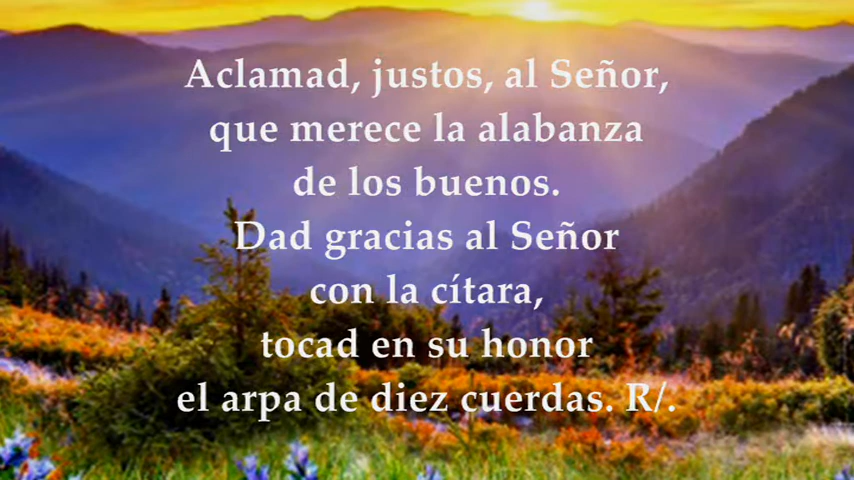 Aclamad, justos, al Señor,
que merece la alabanza
de los buenos.
Dad gracias al Señor
con la cítara,
tocad en su honor
el arpa de diez cuerdas. R/.